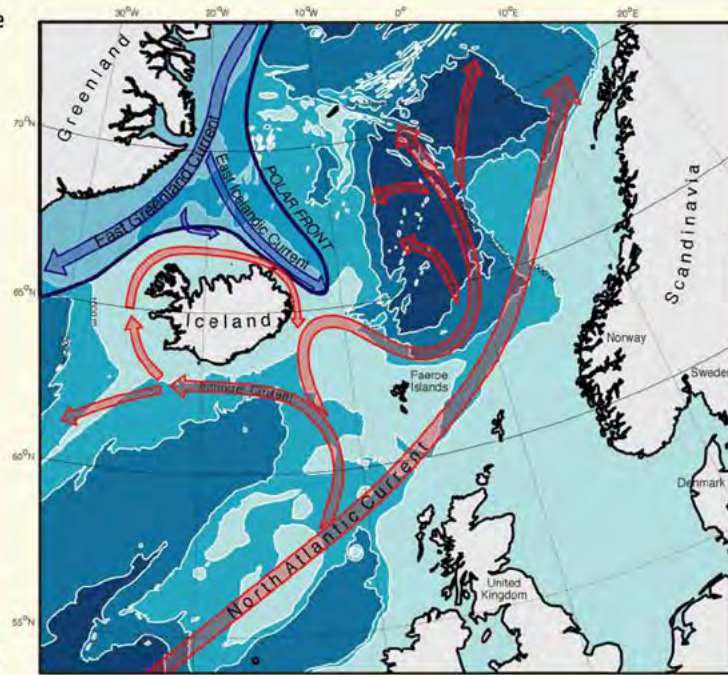 e
30°W
20°W
10°W
0°
10°E
20°E
70°N
65°N
60°N
55°N
Greenland
East Greenland Current
East Icelandic Current
POLAR FRONT
Iceland
Current
Faeroe
Islands
North Atlantic Current
Scandinavia
Norway
Sweden
Denmark
United
Kingdom